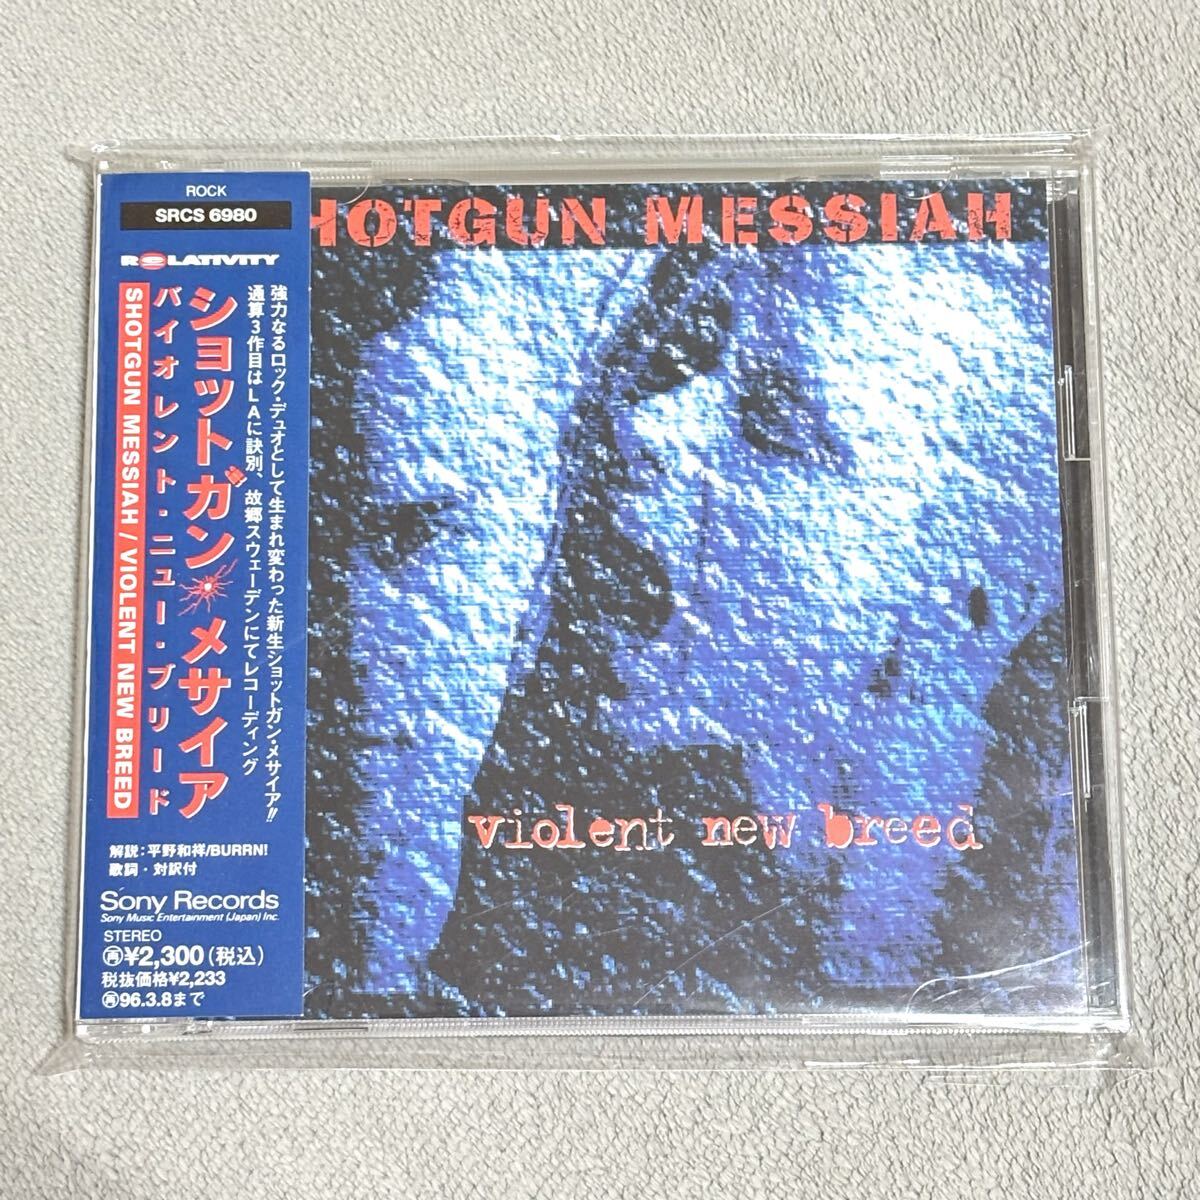 ROCK
SRCS 6980
RELATIVITY
強力なるロック・デュオとして生まれ変わった新生ショットガン・メサイア!!
通算3作目はLAに訣別、故郷スウェーデンにてレコーディング
ショットガン・メサイア
バイオレント・ニュー・ブリード
SHOTGUN MESSIAH / VIOLENT NEW BREED
解説:平野和祥/BURRN!
歌詞・対訳付
Sony Records
Sony Music Entertainment (Japan) Inc.
STEREO
再¥2,300(税込)
税抜価格¥2,233
再96.3.8まで
HOTGUN MESSIAH
violent new breed